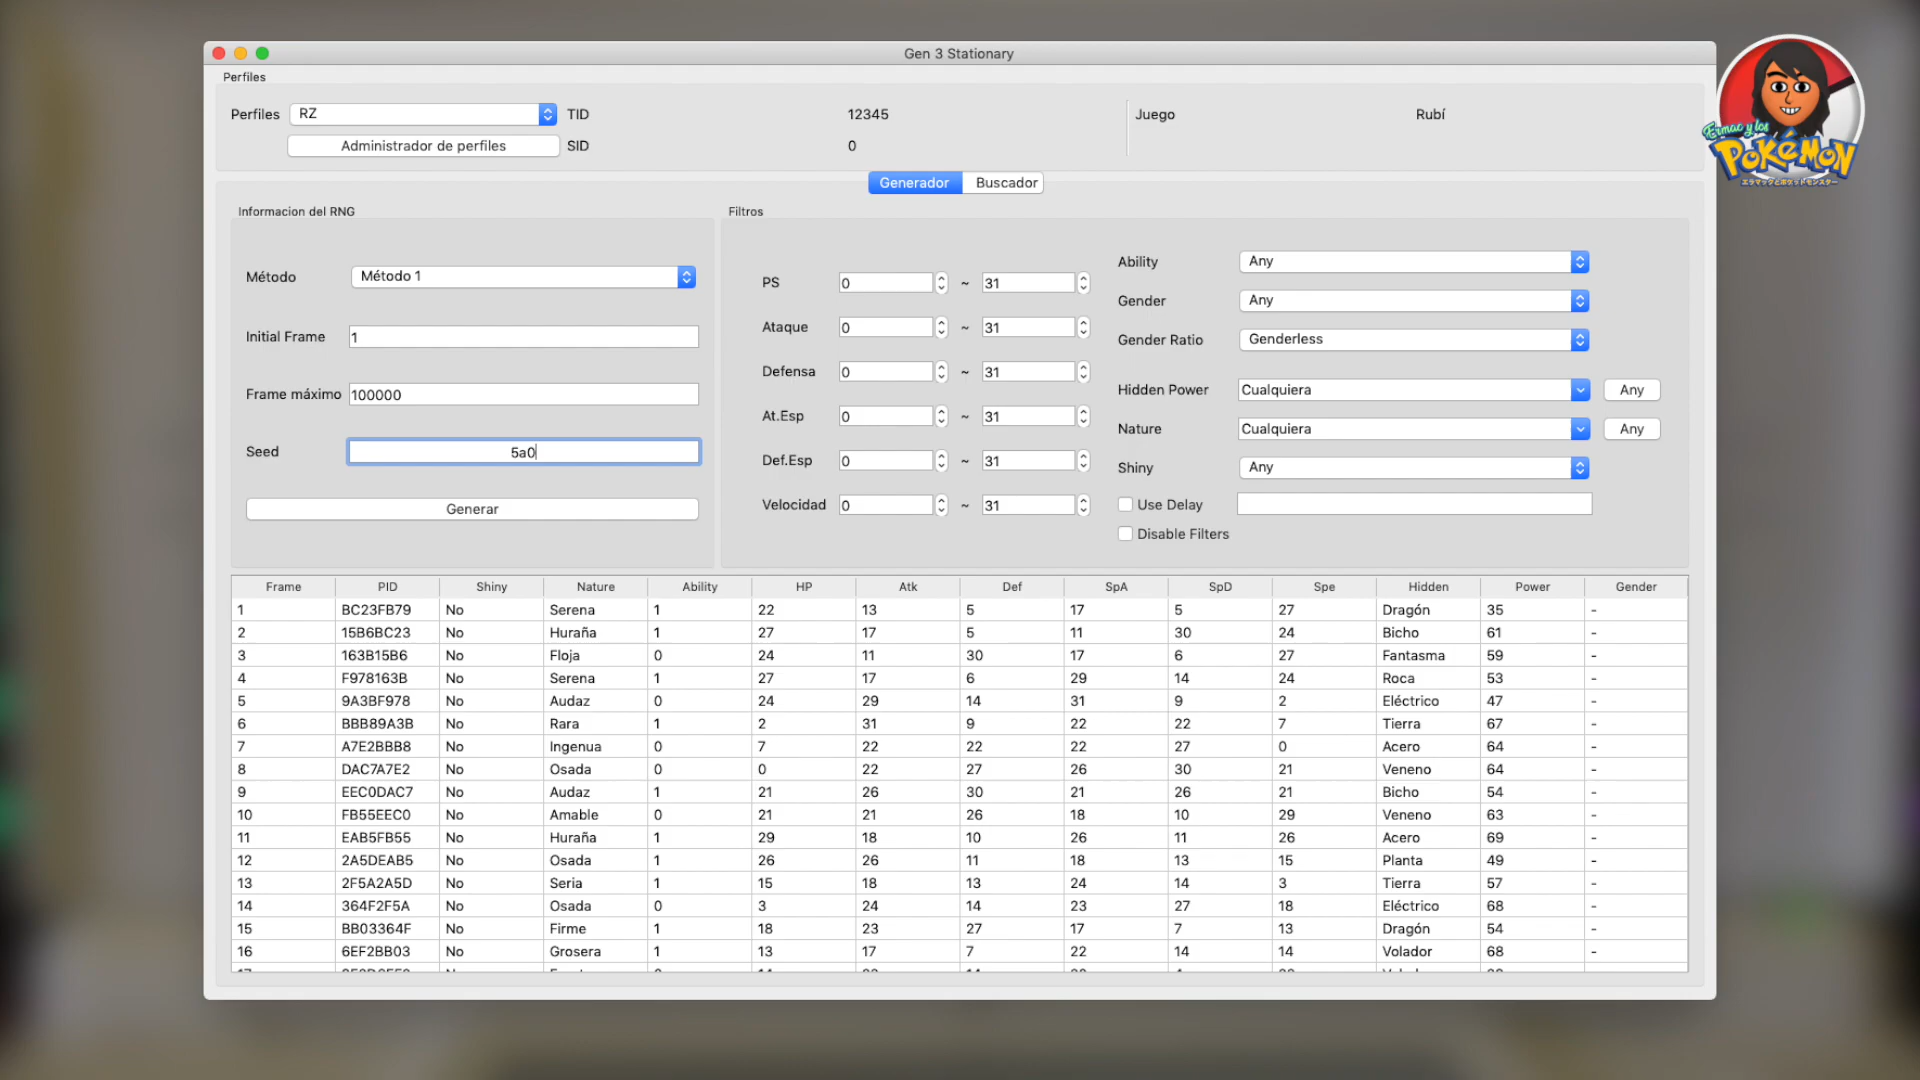 Gen 3 Stationary
Perfiles
Perfiles RZ TID 12345 Juego Rubí
Administrador de perfiles SID 0
Ermac y los
POKÉMON
Generador Buscador
Informacion del RNG Filtros
Método Método 1
Initial Frame 1
Frame máximo 100000
Seed 5a0
Generar
PS 0 ~ 31
Ataque 0 ~ 31
Defensa 0 ~ 31
At.Esp 0 ~ 31
Def.Esp 0 ~ 31
Velocidad 0 ~ 31
Ability Any
Gender Any
Gender Ratio Genderless
Hidden Power Cualquiera Any
Nature Cualquiera Any
Shiny Any
Use Delay
Disable Filters
Frame PID Shiny Nature Ability HP Atk Def SpA SpD Spe Hidden Power Gender
1 BC23FB79 No Serena 1 22 13 5 17 5 27 Dragón 35 -
2 15B6BC23 No Huraña 1 27 17 5 11 30 24 Bicho 61 -
3 163B15B6 No Floja 0 24 11 30 17 6 27 Fantasma 59 -
4 F978163B No Serena 1 27 17 6 29 14 24 Roca 53 -
5 9A3BF978 No Audaz 0 24 29 14 31 9 2 Eléctrico 47 -
6 BBB89A3B No Rara 1 2 31 9 22 22 7 Tierra 67 -
7 A7E2BBB8 No Ingenua 0 7 22 22 22 27 0 Acero 64 -
8 DAC7A7E2 No Osada 0 0 22 27 26 30 21 Veneno 64 -
9 EEC0DAC7 No Audaz 1 21 26 30 21 26 21 Bicho 54 -
10 FB55EEC0 No Amable 0 21 21 26 18 10 29 Veneno 63 -
11 EAB5FB55 No Huraña 1 29 18 10 26 11 26 Acero 69 -
12 2A5DEAB5 No Osada 1 26 26 11 18 13 15 Planta 49 -
13 2F5A2A5D No Seria 1 15 18 13 24 14 3 Tierra 57 -
14 364F2F5A No Osada 0 3 24 14 23 27 18 Eléctrico 68 -
15 BB03364F No Firme 1 18 23 27 17 7 13 Dragón 54 -
16 6EF2BB03 No Grosera 1 13 17 7 22 14 14 Volador 68 -